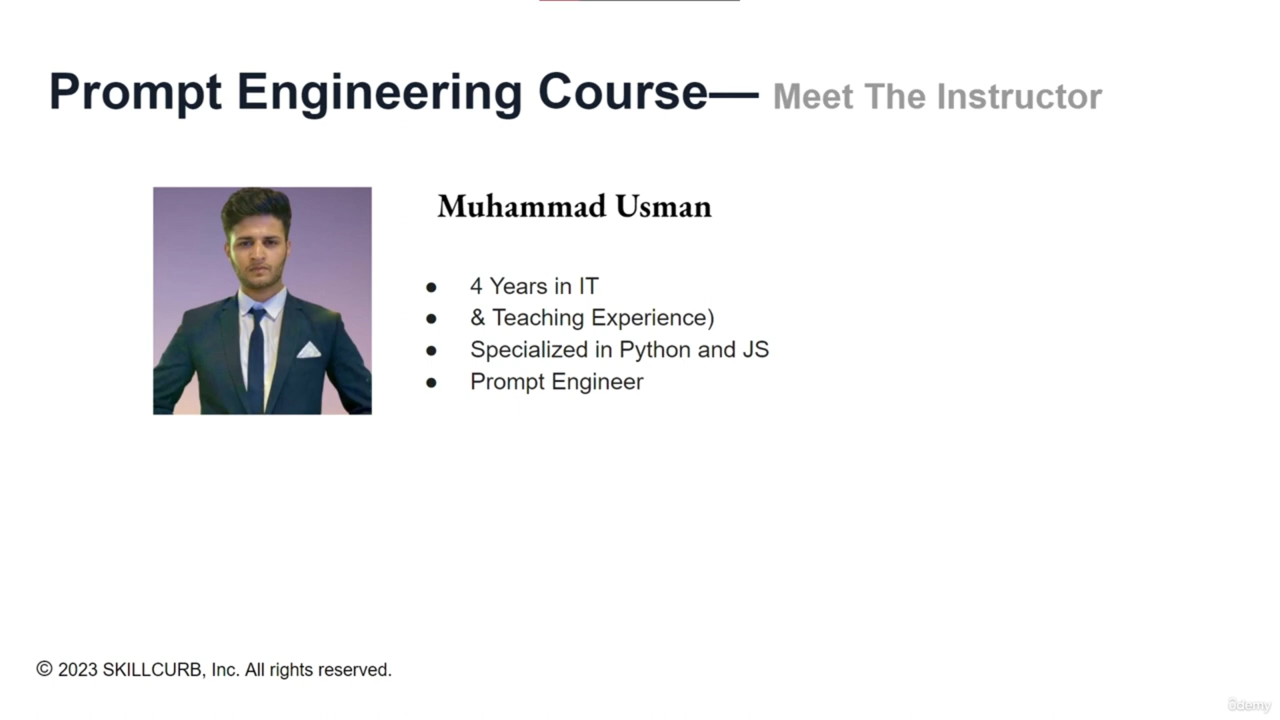 Prompt Engineering Course— Meet The Instructor
Muhammad Usman
● 4 Years in IT
● & Teaching Experience)
● Specialized in Python and JS
● Prompt Engineer
© 2023 SKILLCURB, Inc. All rights reserved.
ûdemy